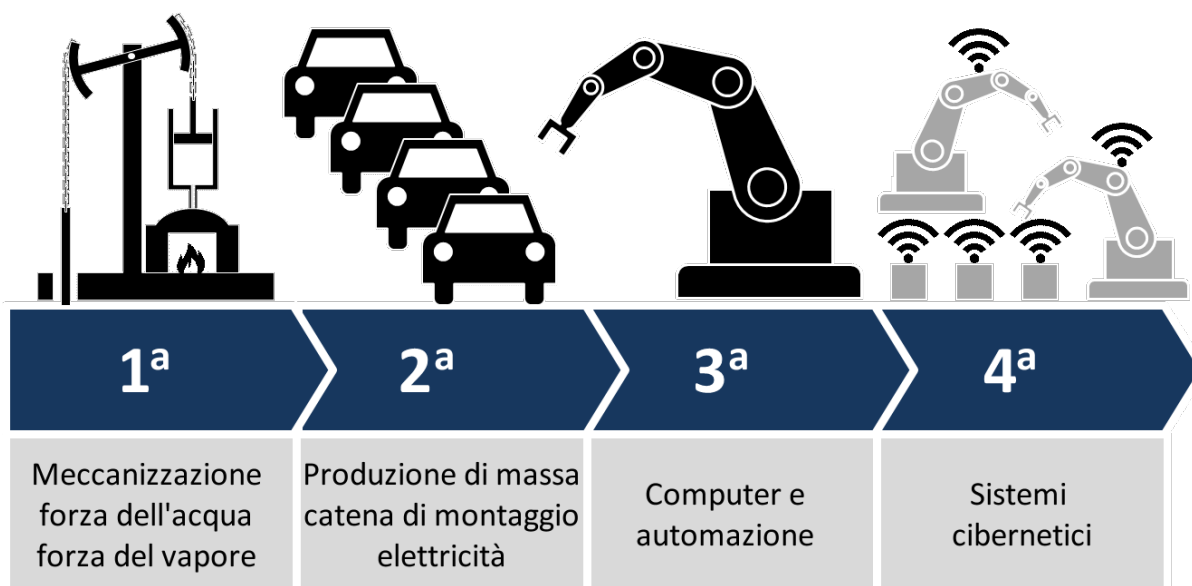 1ª
2ª
3ª
4ª
Meccanizzazione
forza dell'acqua
forza del vapore
Produzione di massa
catena di montaggio
elettricità
Computer e
automazione
Sistemi
cibernetici